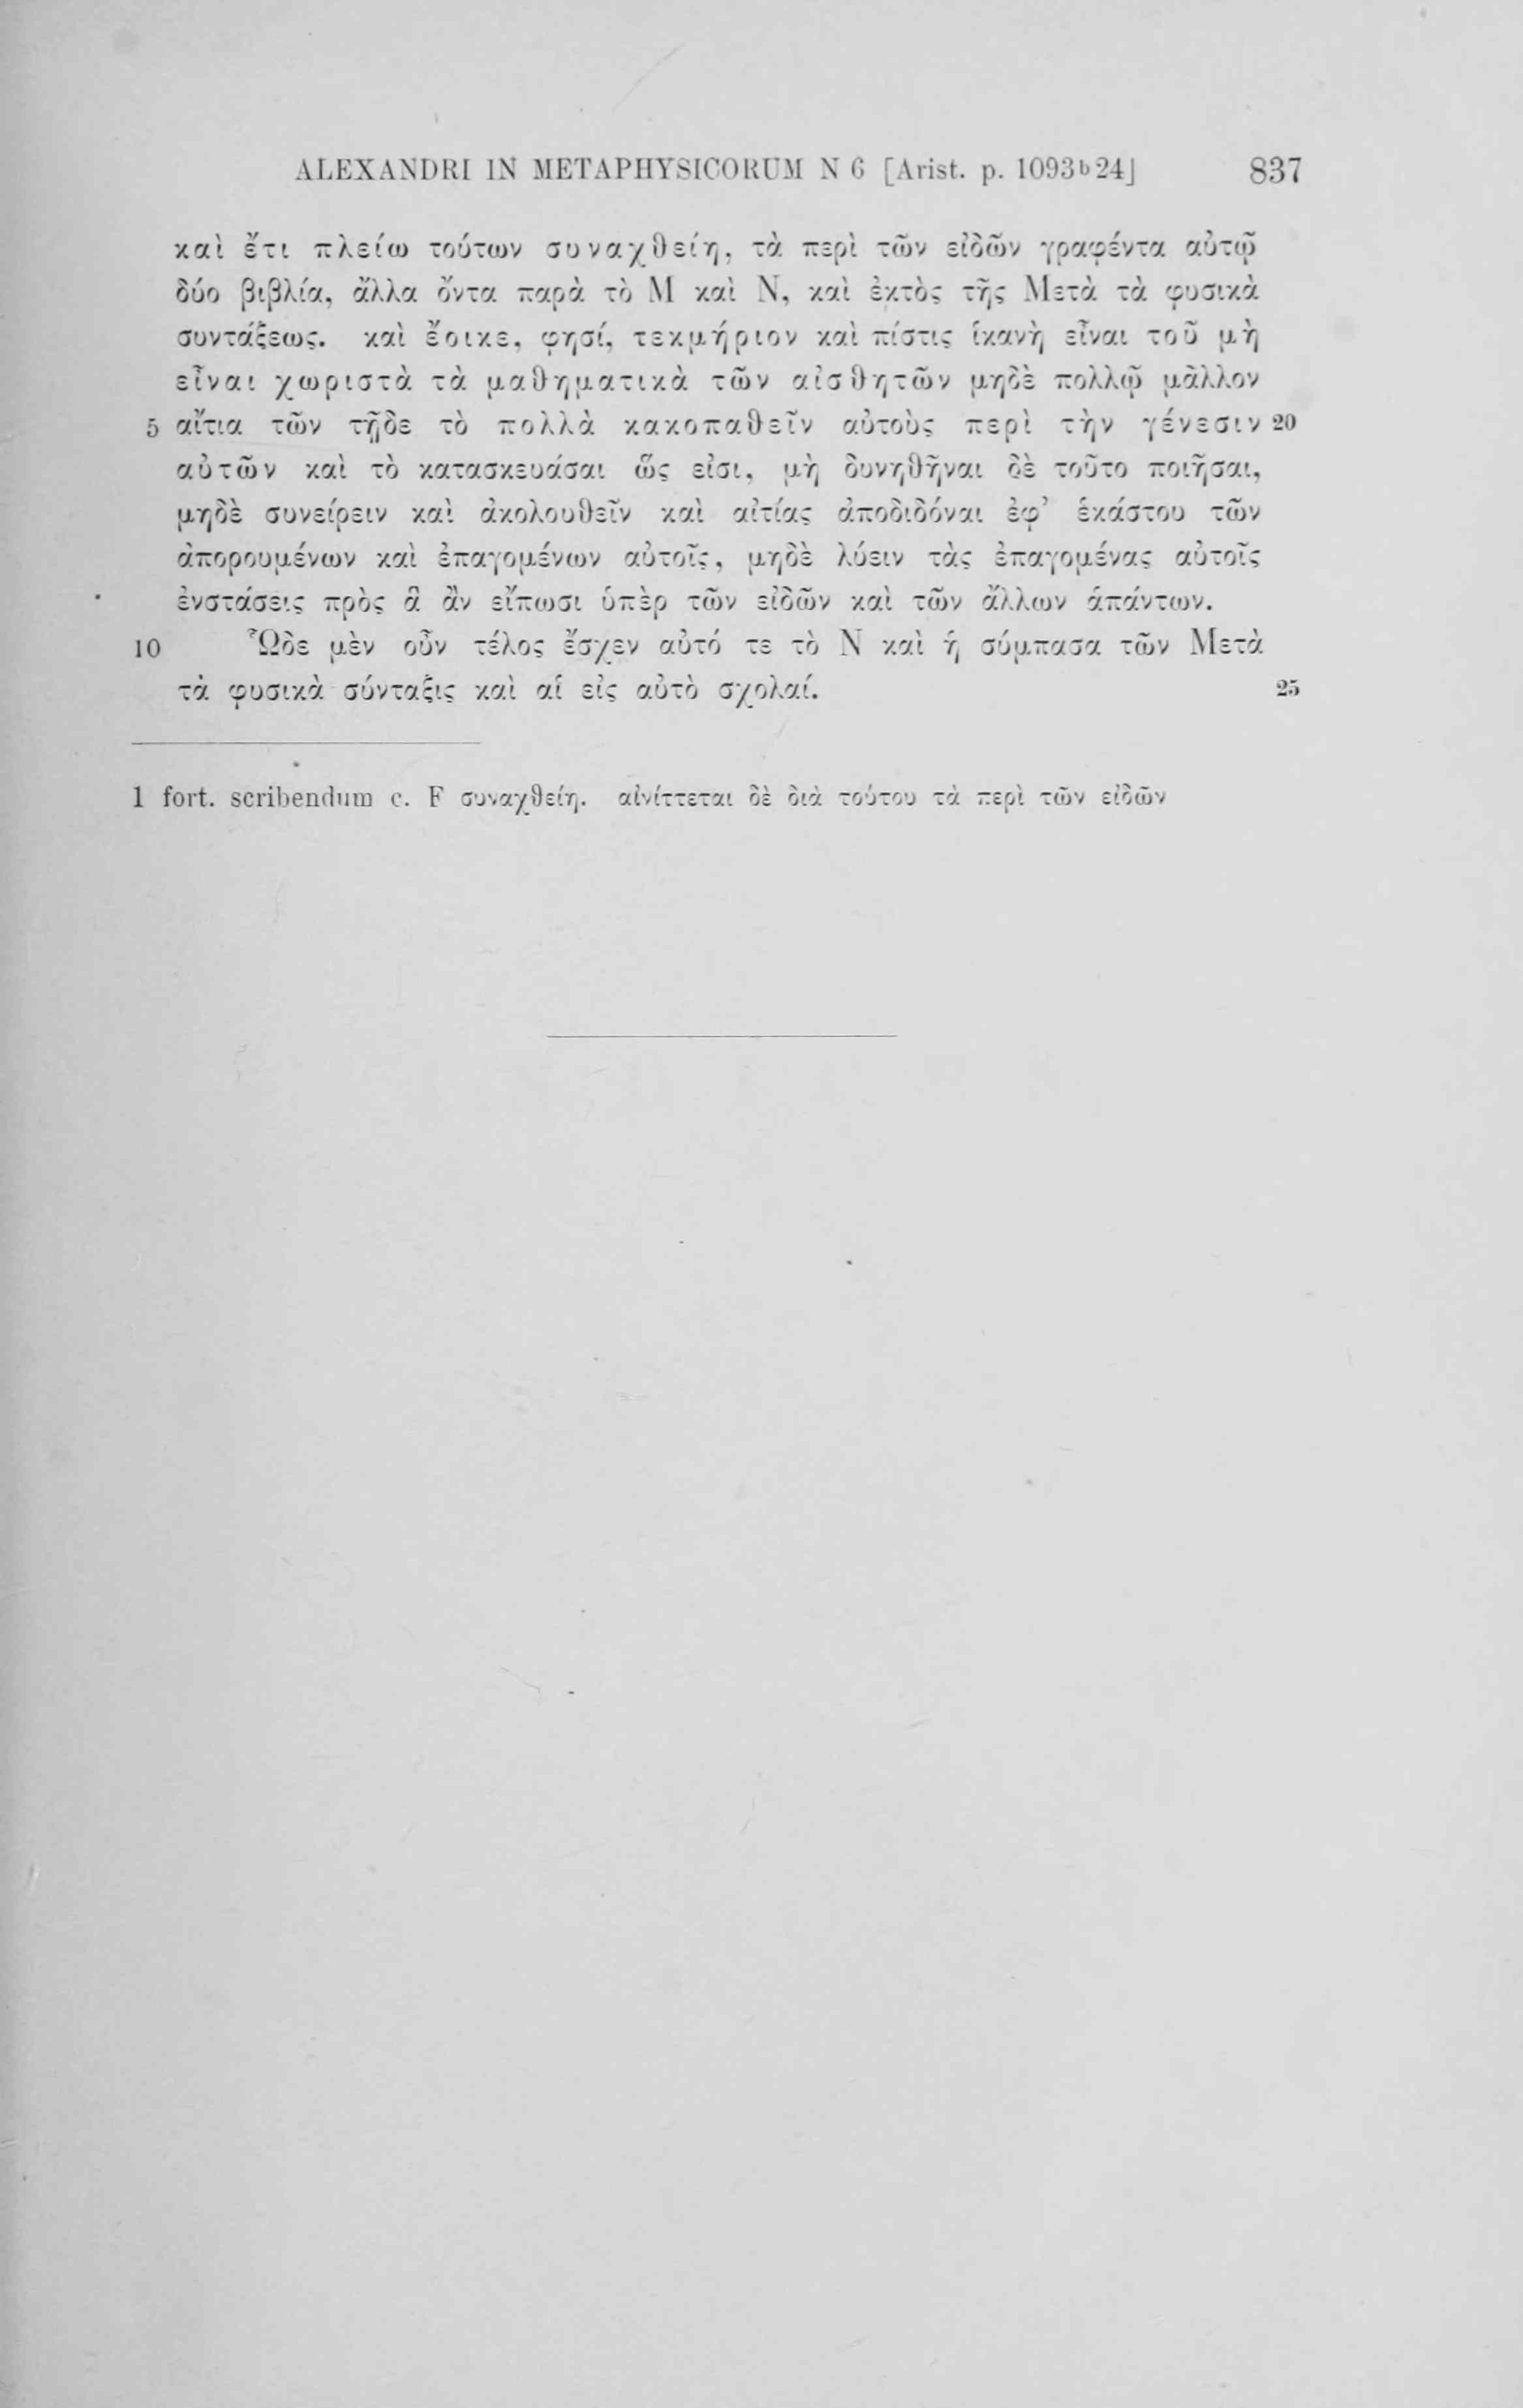 ALEXANDRI IN METAPHYSICORUM N 6 [Arist. p. 1093b24] 837
καὶ ἔτι πλείω τούτων συναχθείη, τὰ περὶ τῶν εἰδῶν γραφέντα αὐτῷ
δύο βιβλία, ἄλλα ὄντα παρὰ τὸ Μ καὶ Ν, καὶ ἐκτὸς τῆς Μετὰ τὰ φυσικὰ
συντάξεως. καὶ ἔοικε, φησί, τεκμήριον καὶ πίστις ἱκανὴ εἶναι τοῦ μὴ
εἶναι χωριστὰ τὰ μαθηματικὰ τῶν αἰσθητῶν μηδὲ πολλῷ μᾶλλον
5 αἴτια τῶν τῇδε τὸ πολλὰ κακοπαθεῖν αὐτοὺς περὶ τὴν γένεσιν 20
αὐτῶν καὶ τὸ κατασκευάσαι ὥς εἰσι, μὴ δυνηθῆναι δὲ τοῦτο ποιῆσαι,
μηδὲ συνείρειν καὶ ἀκολουθεῖν καὶ αἰτίας ἀποδιδόναι ἐφ’ ἑκάστου τῶν
ἀπορουμένων καὶ ἐπαγομένων αὐτοῖς, μηδὲ λύειν τὰς ἐπαγομένας αὐτοῖς
ἐνστάσεις πρὸς ἃ ἂν εἴπωσι ὑπὲρ τῶν εἰδῶν καὶ τῶν ἄλλων ἁπάντων.
10 Ὧδε μὲν οὖν τέλος ἔσχεν αὐτό τε τὸ Ν καὶ ἡ σύμπασα τῶν Μετὰ
τὰ φυσικὰ σύνταξις καὶ αἱ εἰς αὐτὸ σχολαί. 25
1 fort. scribendum c. F συναχθείη. αἰνίττεται δὲ διὰ τούτου τὰ περὶ τῶν εἰδῶν